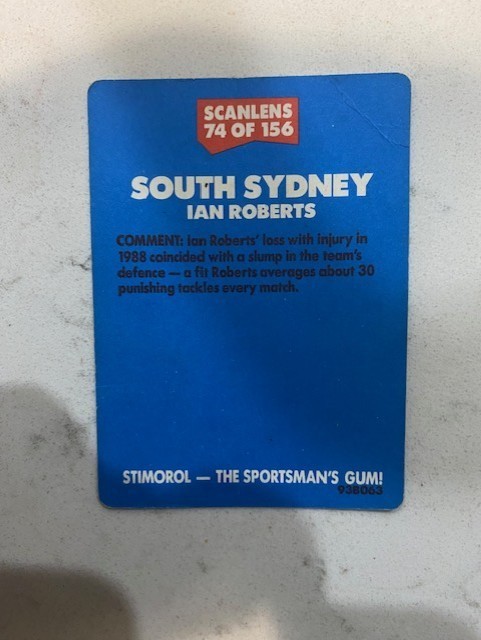 SCANLENS
74 OF 156
SOUTH SYDNEY
IAN ROBERTS
COMMENT: Ian Roberts' loss with injury in
1988 coincided with a slump in the team's
defence — a fit Roberts averages about 30
punishing tackles every match.
STIMOROL — THE SPORTSMAN'S GUM!
938063